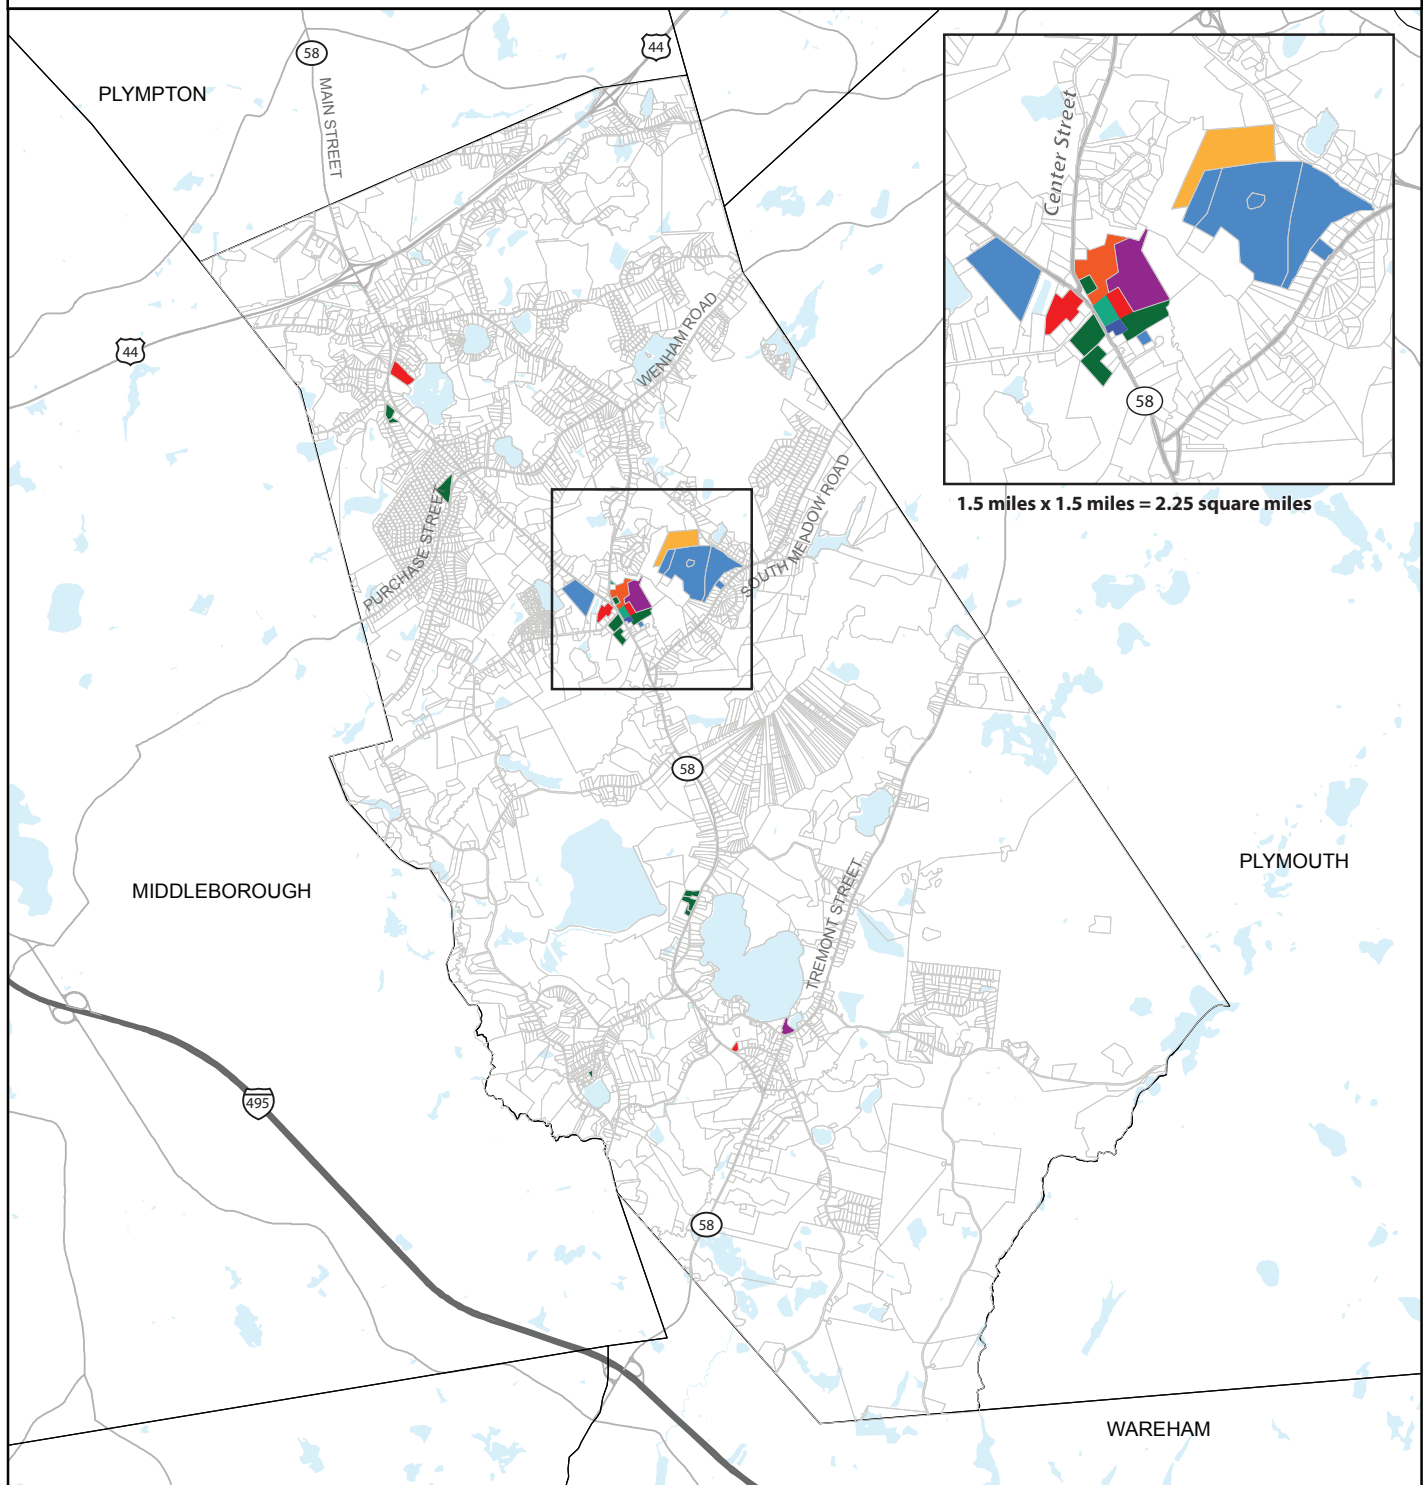 58
44
PLYMPTON
MAIN STREET
Center Street
58
1.5 miles x 1.5 miles = 2.25 square miles
44
WENHAM ROAD
PURCHASE STREET
SOUTH MEADOW ROAD
58
PLYMOUTH
MIDDLEBOROUGH
TREMONT STREET
495
58
WAREHAM